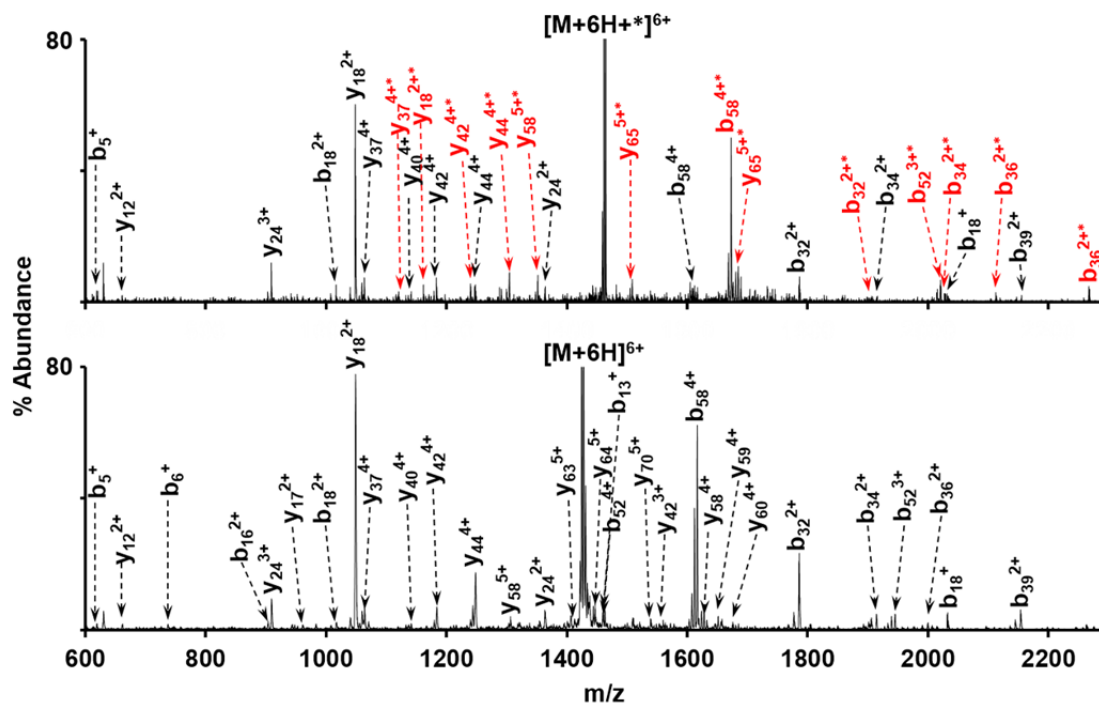 80
[M+6H+*]⁶⁺
b₅⁺
y₁₂²⁺
y₂₄³⁺
b₁₈²⁺
y₁₈²⁺
y₃₇⁴⁺
y₃₇⁴⁺*
y₄₀⁴⁺
y₁₈²⁺*
y₄₂⁴⁺
y₄₂⁴⁺*
y₄₄⁴⁺
y₄₄⁴⁺*
y₅₈⁵⁺*
y₂₄²⁺
y₆₅⁵⁺*
b₅₈⁴⁺
b₅₈⁴⁺*
y₆₅⁵⁺*
b₃₂²⁺
b₃₂²⁺*
b₃₄²⁺
b₅₂³⁺*
b₃₄²⁺*
b₁₈⁺
b₃₆²⁺*
b₃₉²⁺
b₃₆²⁺*
% Abundance
80
[M+6H]⁶⁺
b₅⁺
y₁₂²⁺
b₆⁺
b₁₆²⁺
y₂₄³⁺
y₁₇²⁺
b₁₈²⁺
y₁₈²⁺
y₃₇⁴⁺
y₄₀⁴⁺
y₄₂⁴⁺
y₄₄⁴⁺
y₅₈⁵⁺
y₂₄²⁺
y₆₃⁵⁺
y₆₄⁵⁺
b₅₂⁴⁺
b₁₃⁺
y₇₀⁵⁺
y₄₂³⁺
b₅₈⁴⁺
y₅₈⁴⁺
y₅₉⁴⁺
y₆₀⁴⁺
b₃₂²⁺
b₃₄²⁺
b₅₂³⁺
b₃₆²⁺
b₁₈⁺
b₃₉²⁺
600 800 1000 1200 1400 1600 1800 2000 2200
m/z